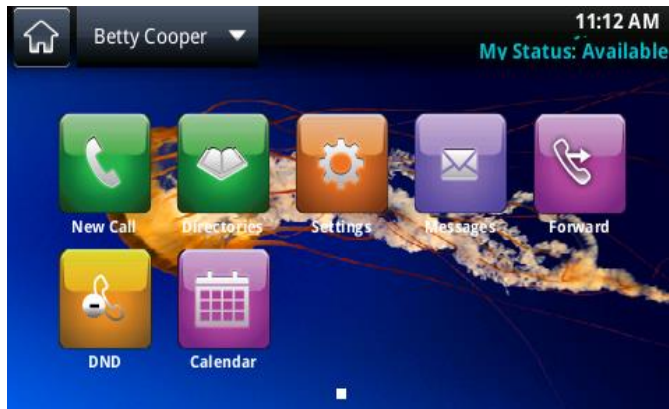 Betty Cooper
11:12 AM
My Status: Available
New Call
Directories
Settings
Messages
Forward
DND
Calendar